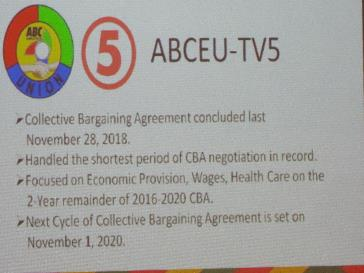 ABC
UNION
5
ABCEU-TV5
➤Collective Bargaining Agreement concluded last
November 28, 2018.
➤Handled the shortest period of CBA negotiation in record.
➤Focused on Economic Provision, Wages, Health Care on the
2-Year remainder of 2016-2020 CBA.
➤Next Cycle of Collective Bargaining Agreement is set on
November 1, 2020.